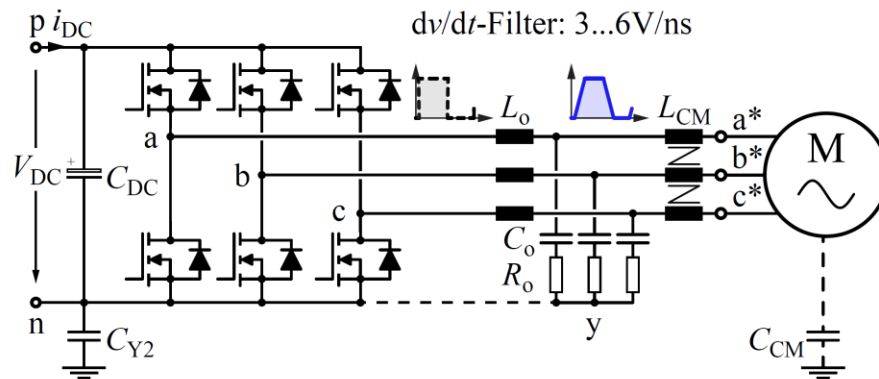 p i_DC
dv/dt-Filter: 3...6V/ns
L_o
L_CM
a*
a
M
V_DC
+
C_DC
b
b*
c
c*
C_o
R_o
n
y
C_Y2
C_CM